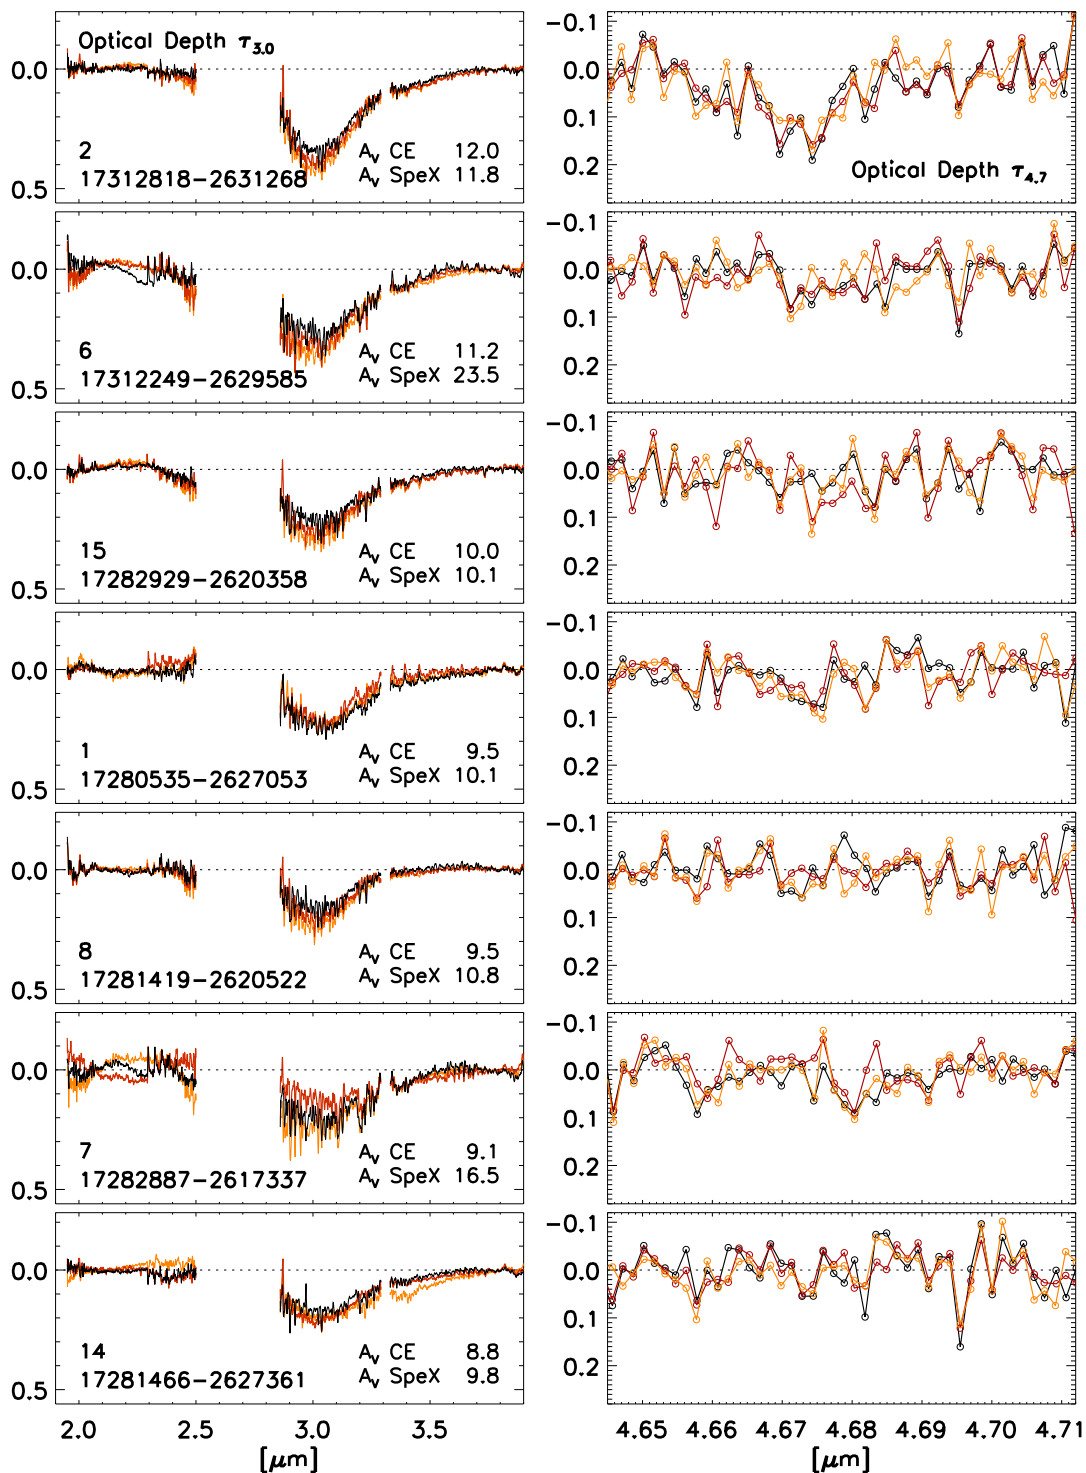 Optical Depth τ3.0
0.0
0.5
2
17312818−2631268
Av CE 12.0
Av SpeX 11.8
−0.1
0.0
0.1
0.2
Optical Depth τ4.7
0.0
0.5
6
17312249−2629585
Av CE 11.2
Av SpeX 23.5
−0.1
0.0
0.1
0.2
0.0
0.5
15
17282929−2620358
Av CE 10.0
Av SpeX 10.1
−0.1
0.0
0.1
0.2
0.0
0.5
1
17280535−2627053
Av CE 9.5
Av SpeX 10.1
−0.1
0.0
0.1
0.2
0.0
0.5
8
17281419−2620522
Av CE 9.5
Av SpeX 10.8
−0.1
0.0
0.1
0.2
0.0
0.5
7
17282887−2617337
Av CE 9.1
Av SpeX 16.5
−0.1
0.0
0.1
0.2
0.0
0.5
14
17281466−2627361
Av CE 8.8
Av SpeX 9.8
−0.1
0.0
0.1
0.2
2.0 2.5 3.0 3.5
[μm]
4.65 4.66 4.67 4.68 4.69 4.70 4.71
[μm]